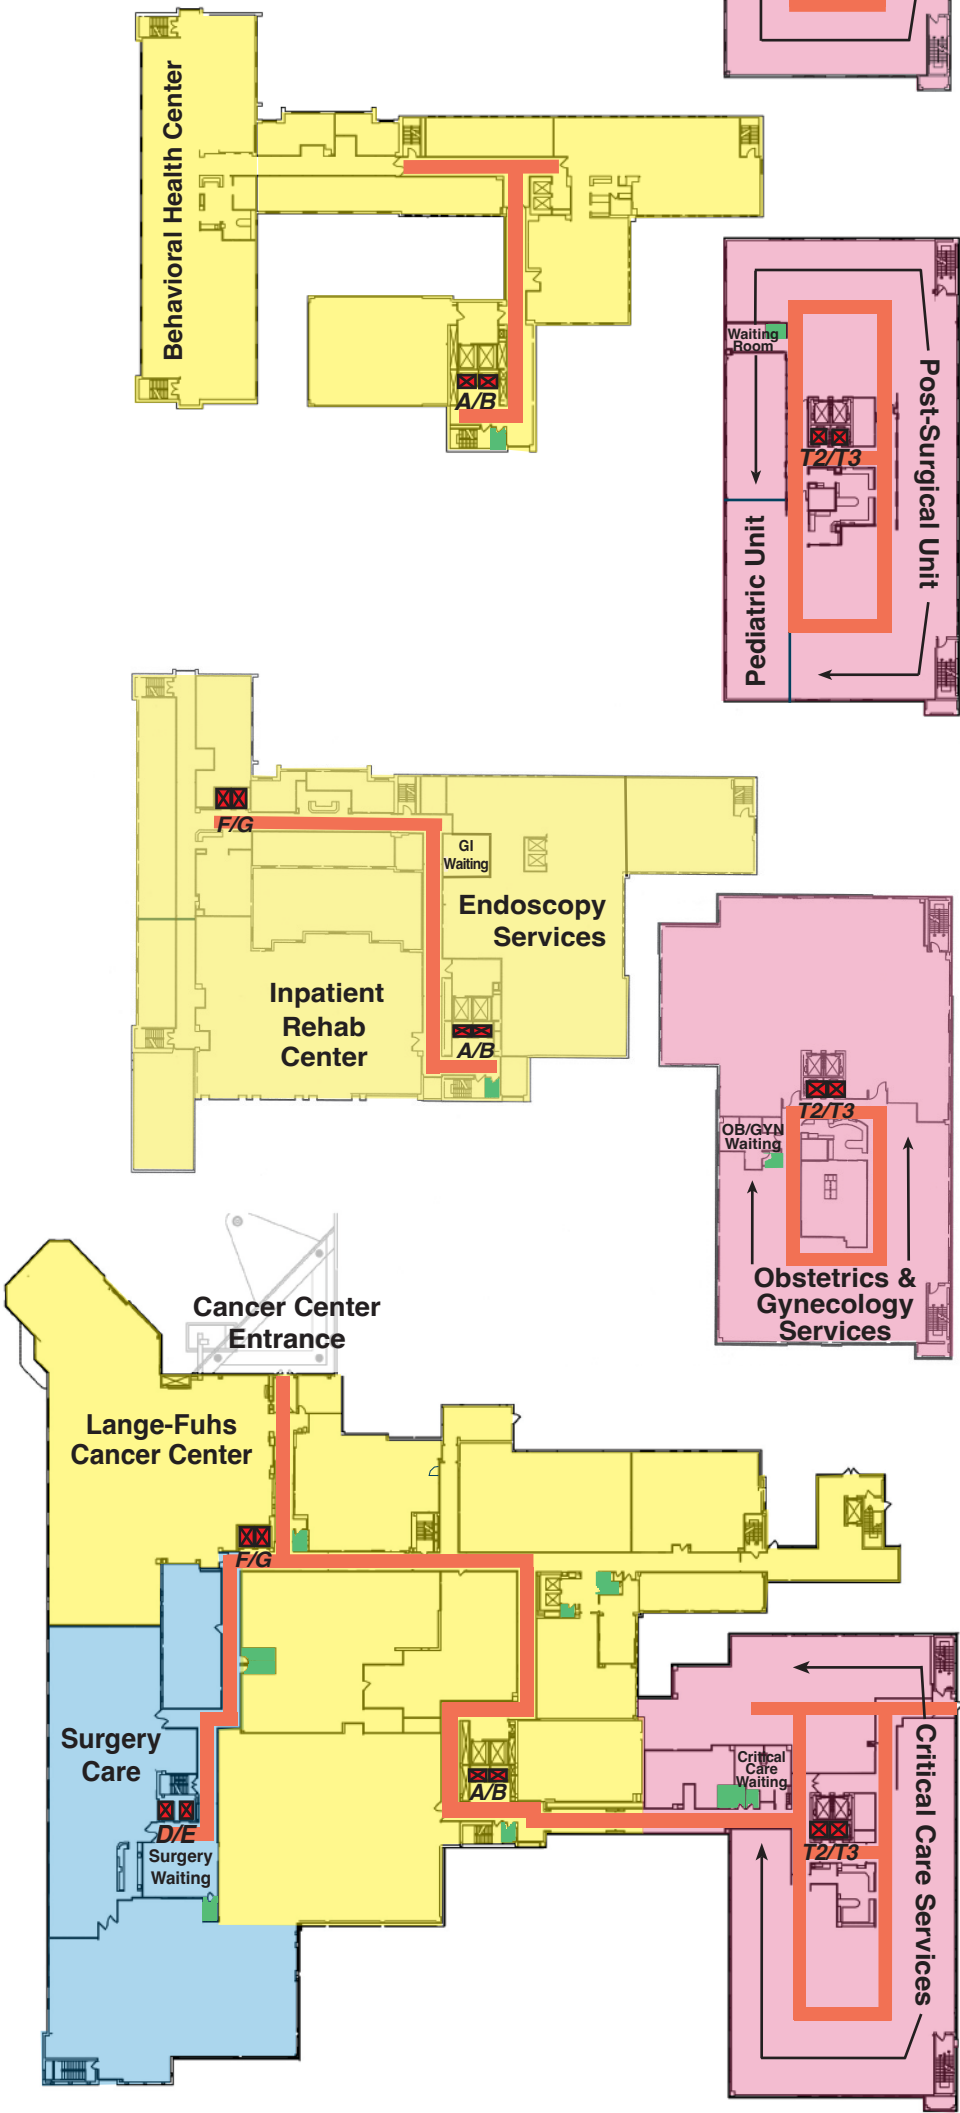 Behavioral Health Center
A/B
Waiting
Room
T2/T3
Post-Surgical Unit
Pediatric Unit
F/G
GI
Waiting
Endoscopy
Services
Inpatient
Rehab
Center
A/B
T2/T3
OB/GYN
Waiting
Obstetrics &
Gynecology
Services
Cancer Center
Entrance
Lange-Fuhs
Cancer Center
F/G
Surgery
Care
D/E
Surgery
Waiting
A/B
Critical
Care
Waiting
T2/T3
Critical Care Services